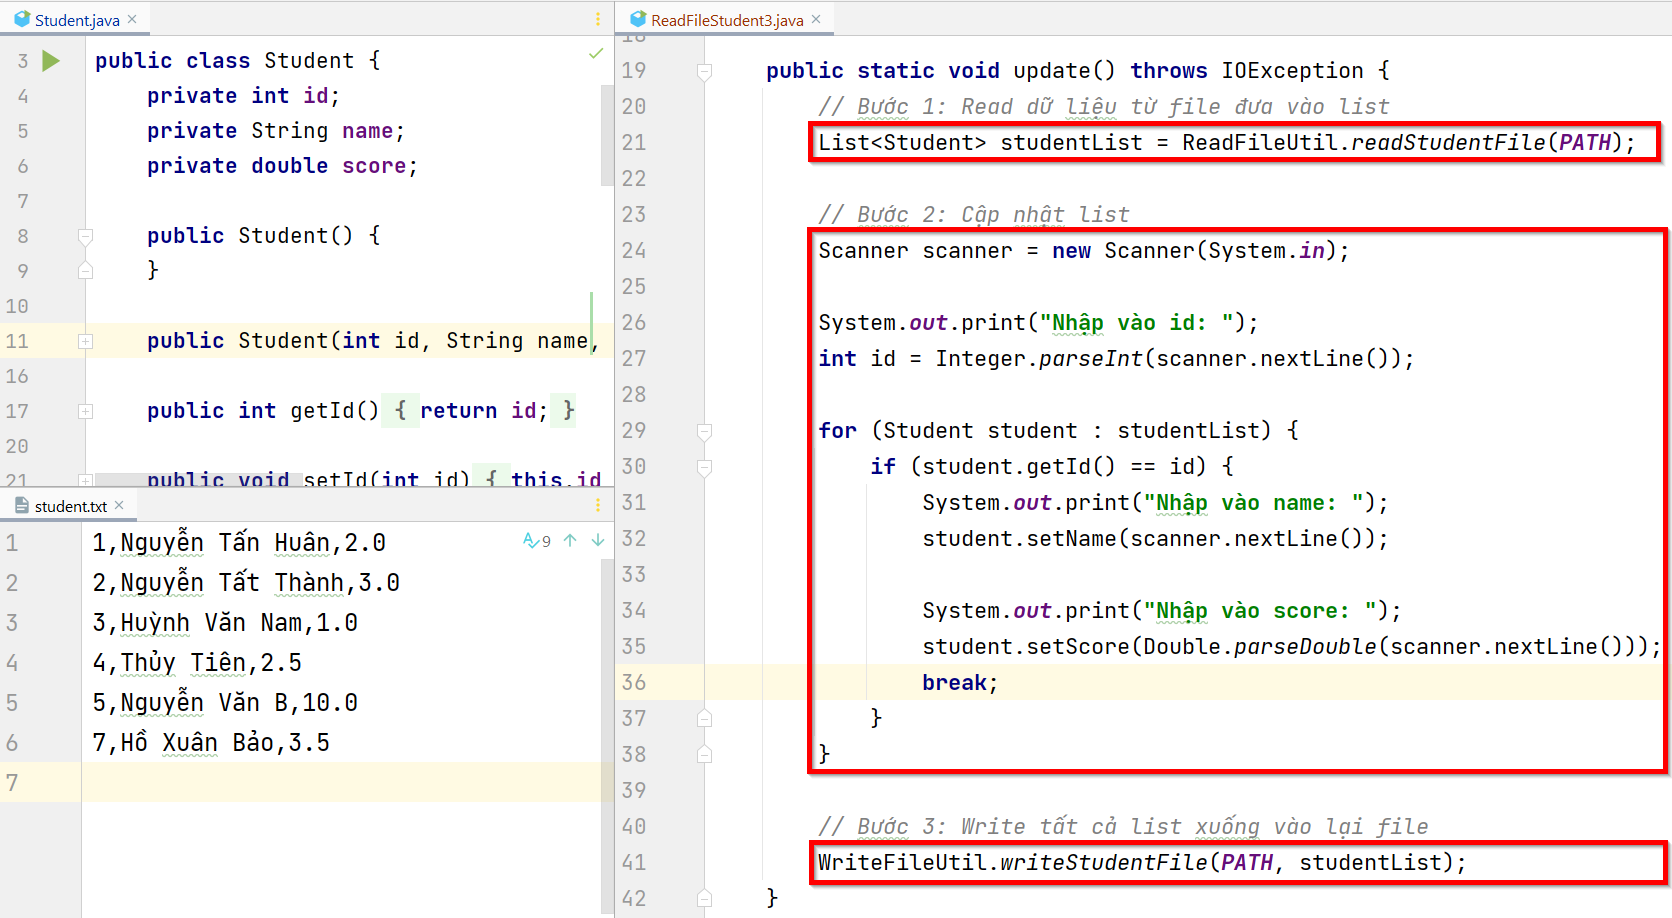 Student.java
3 public class Student {
4 private int id;
5 private String name;
6 private double score;
7
8 public Student() {
9 }
10
11 public Student(int id, String name,
16
17 public int getId() { return id; }
20
21 public void setId(int id) { this.id
student.txt
1 1,Nguyễn Tấn Huân,2.0
2 2,Nguyễn Tất Thành,3.0
3 3,Huỳnh Văn Nam,1.0
4 4,Thủy Tiên,2.5
5 5,Nguyễn Văn B,10.0
6 7,Hồ Xuân Bảo,3.5
7
9
ReadFileStudent3.java
18
19 public static void update() throws IOException {
20 // Bước 1: Read dữ liệu từ file đưa vào list
21 List<Student> studentList = ReadFileUtil.readStudentFile(PATH);
22
23 // Bước 2: Cập nhật list
24 Scanner scanner = new Scanner(System.in);
25
26 System.out.print("Nhập vào id: ");
27 int id = Integer.parseInt(scanner.nextLine());
28
29 for (Student student : studentList) {
30 if (student.getId() == id) {
31 System.out.print("Nhập vào name: ");
32 student.setName(scanner.nextLine());
33
34 System.out.print("Nhập vào score: ");
35 student.setScore(Double.parseDouble(scanner.nextLine()));
36 break;
37 }
38 }
39
40 // Bước 3: Write tất cả list xuống vào lại file
41 WriteFileUtil.writeStudentFile(PATH, studentList);
42 }